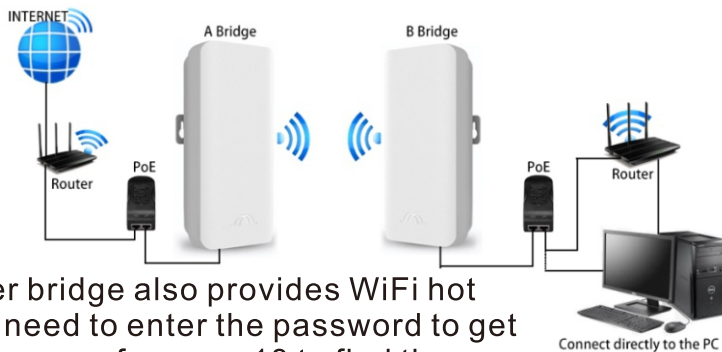 INTERNET
A Bridge
B Bridge
Router
PoE
PoE
Router
er bridge also provides WiFi hot
need to enter the password to get
Connect directly to the PC